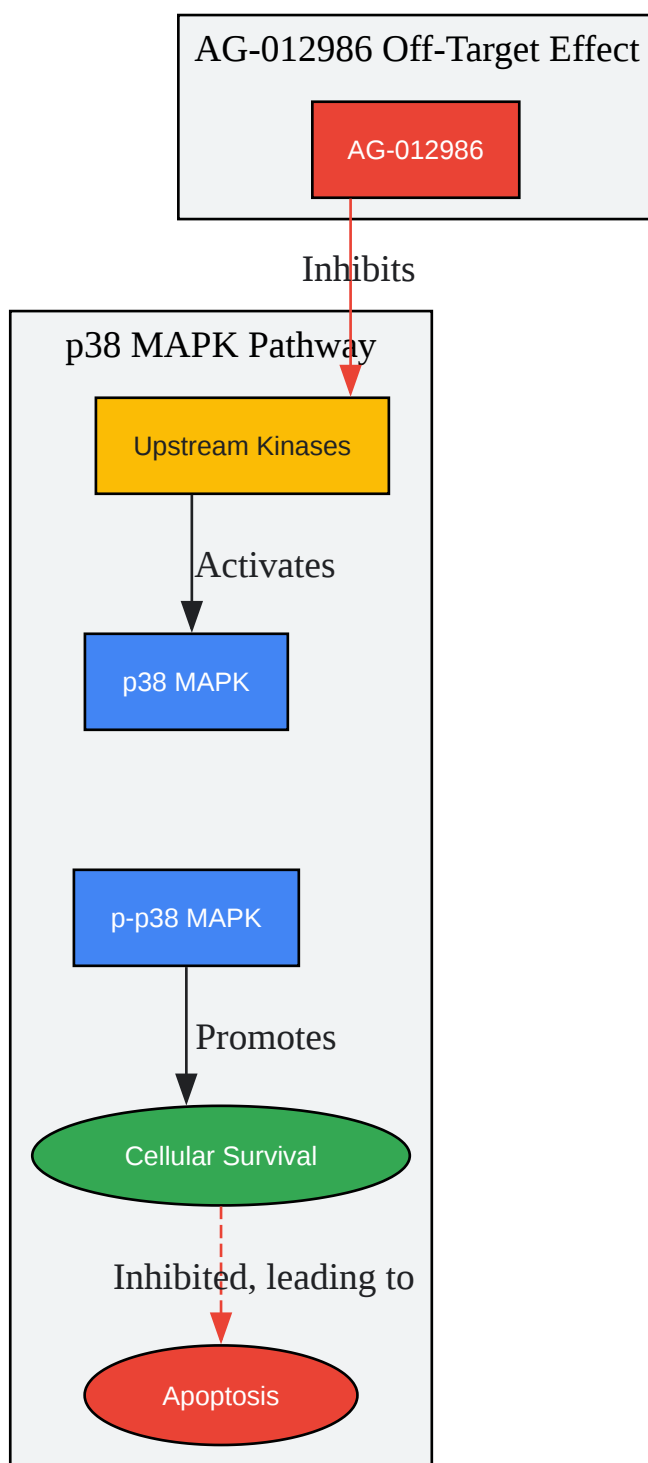 AG-012986 Off-Target Effect
AG-012986
Inhibits
p38 MAPK Pathway
Upstream Kinases
Activates
p38 MAPK
p-p38 MAPK
Promotes
Cellular Survival
Inhibited, leading to
Apoptosis